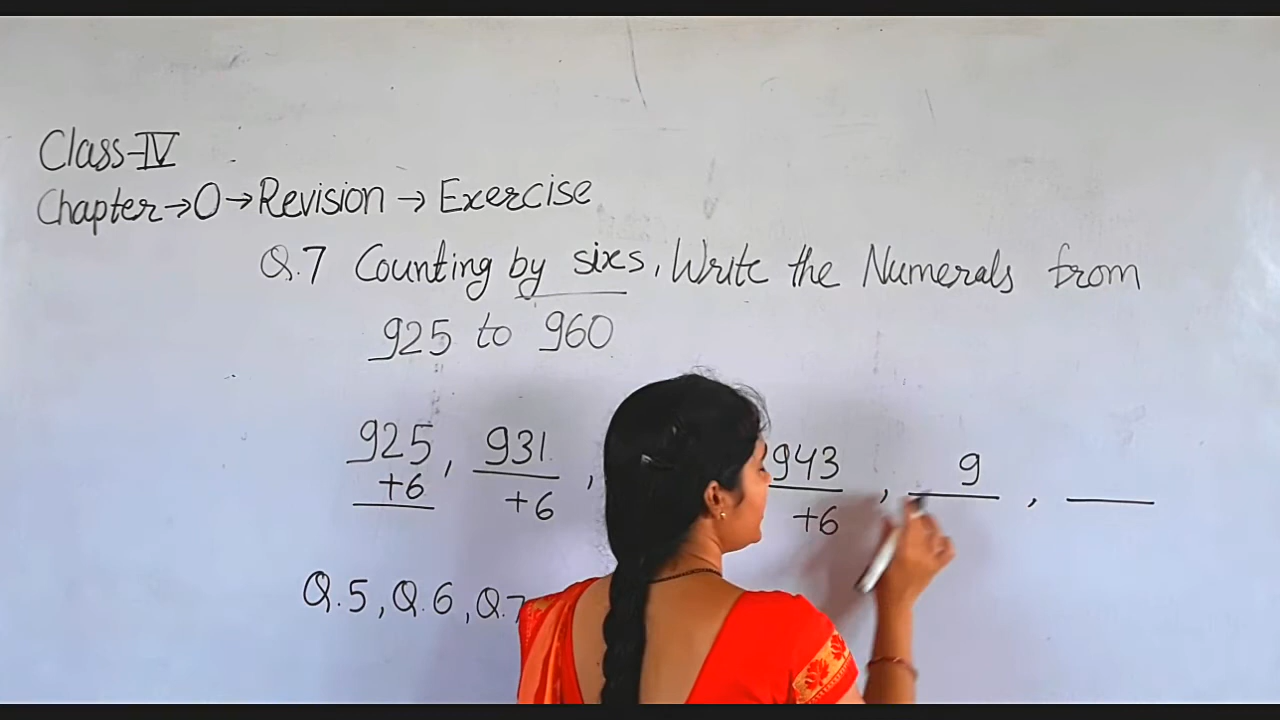 Class-IV
Chapter→0→Revision→Exercise
Q.7 Counting by sixs, Write the Numerals from
925 to 960
925, 931, 943, 9, 
+6 +6 +6
Q.5, Q.6, Q.7